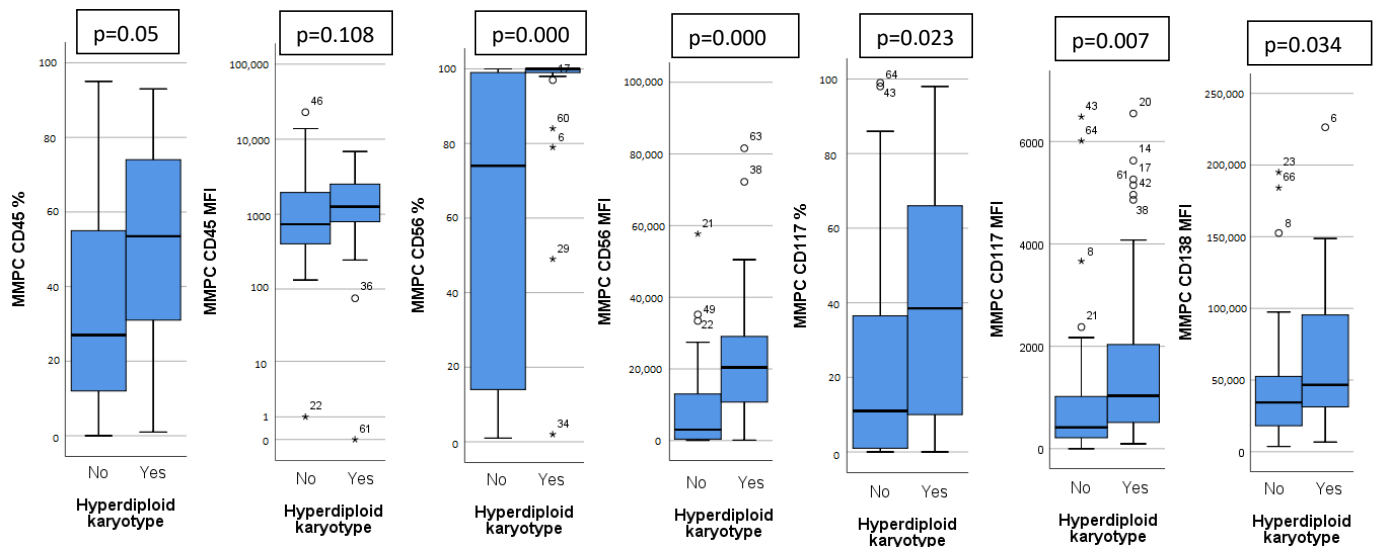 p=0.05
p=0.108
p=0.000
p=0.000
p=0.023
p=0.007
p=0.034
MMPC CD45 %
100
80
60
40
20
0
No Yes
Hyperdiploid
karyotype
MMPC CD45 MFI
100,000
10,000
1000
100
10
1
0
46
36
22
61
No Yes
Hyperdiploid
karyotype
MMPC CD56 %
100
80
60
40
20
0
17
60
6
29
34
No Yes
Hyperdiploid
karyotype
MMPC CD56 MFI
100,000
80,000
60,000
40,000
20,000
0
63
38
21
49
22
No Yes
Hyperdiploid
karyotype
MMPC CD117 %
100
80
60
40
20
0
64
43
No Yes
Hyperdiploid
karyotype
MMPC CD117 MFI
6000
4000
2000
0
43
64
8
21
20
14
17
61
42
38
No Yes
Hyperdiploid
karyotype
MMPC CD138 MFI
250,000
200,000
150,000
100,000
50,000
0
6
23
66
8
No Yes
Hyperdiploid
karyotype